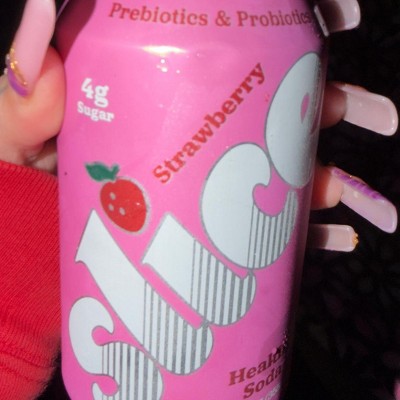 Prebiotics & Probiotics
4g
Sugar
Strawberry
slice
Healthy
Soda